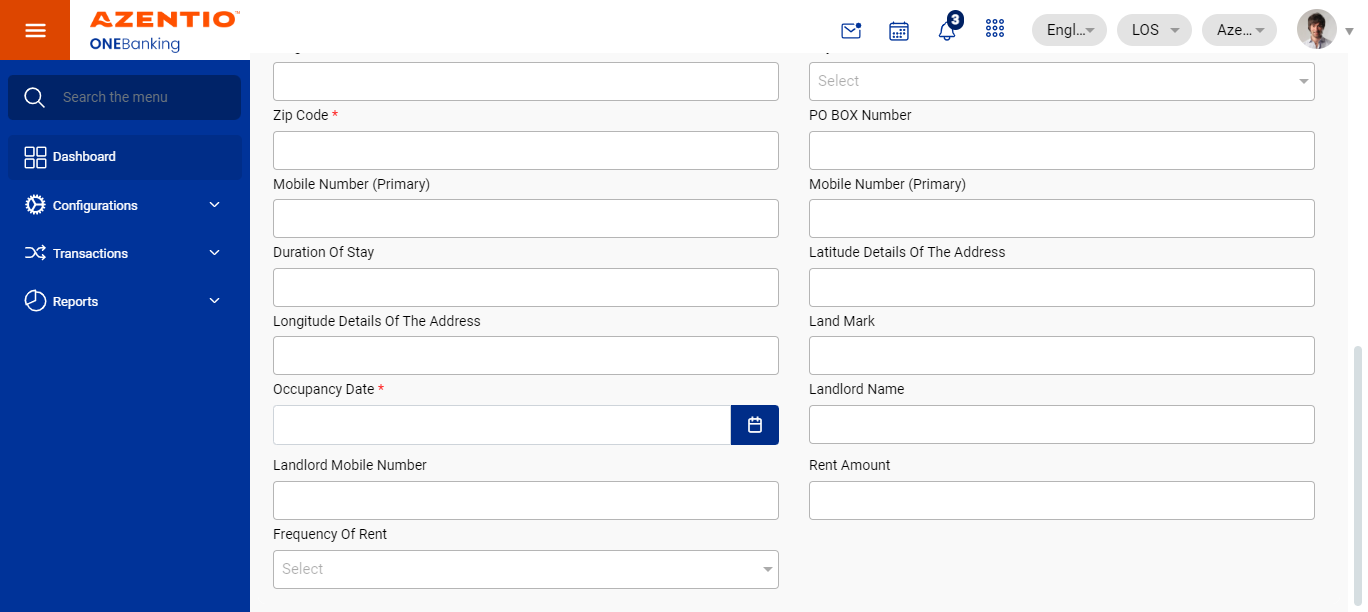 AZENTIO™
ONEBanking
3
Engl...
LOS
Aze...
Search the menu
Dashboard
Configurations
Transactions
Reports
Select
Zip Code *
PO BOX Number
Mobile Number (Primary)
Mobile Number (Primary)
Duration Of Stay
Latitude Details Of The Address
Longitude Details Of The Address
Land Mark
Occupancy Date *
Landlord Name
Landlord Mobile Number
Rent Amount
Frequency Of Rent
Select